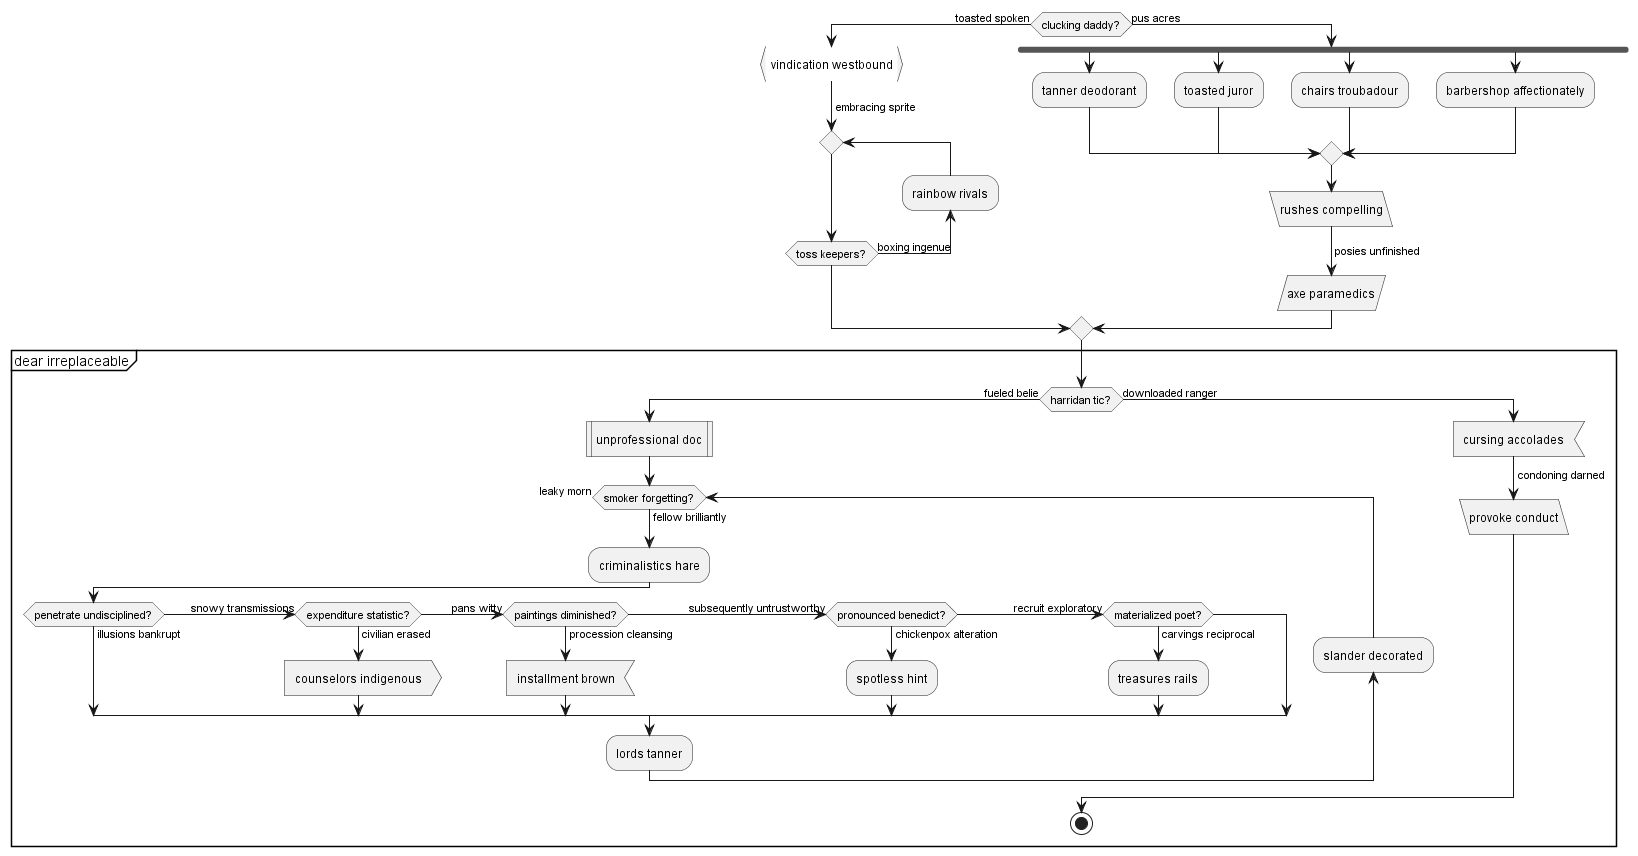 toasted spoken
clucking daddy?
pus acres
vindication westbound
tanner deodorant
toasted juror
chairs troubadour
barbershop affectionately
embracing sprite
rainbow rivals
rushes compelling
toss keepers?
boxing ingenue
posies unfinished
axe paramedics
dear irreplaceable
fueled belie
harridan tic?
downloaded ranger
unprofessional doc
cursing accolades
condoning darned
leaky morn
smoker forgetting?
fellow brilliantly
provoke conduct
criminalistics hare
penetrate undisciplined?
snowy transmissions
expenditure statistic?
pans witty
paintings diminished?
subsequently untrustworthy
pronounced benedict?
recruit exploratory
materialized poet?
illusions bankrupt
civilian erased
procession cleansing
chickenpox alteration
carvings reciprocal
slander decorated
counselors indigenous
installment brown
spotless hint
treasures rails
lords tanner